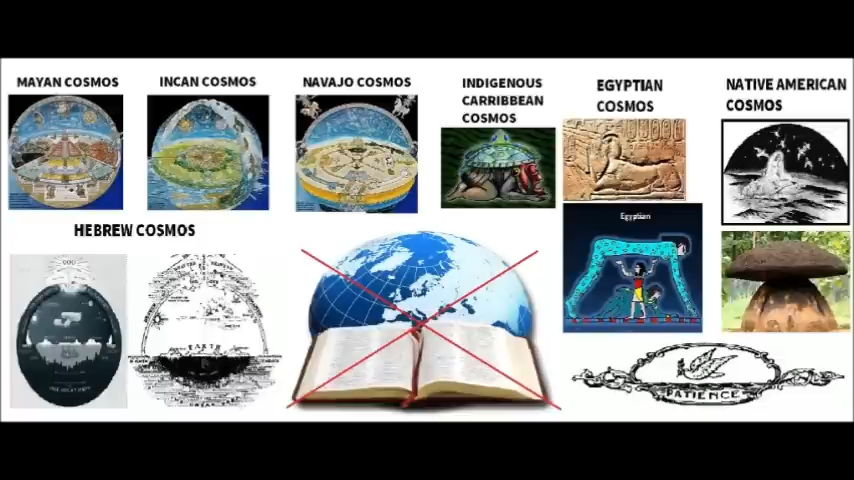 MAYAN COSMOS
INCAN COSMOS
NAVAJO COSMOS
INDIGENOUS
CARRIBBEAN
COSMOS
EGYPTIAN
COSMOS
NATIVE AMERICAN
COSMOS
HEBREW COSMOS
Egyptian
EARTH
PATIENCE